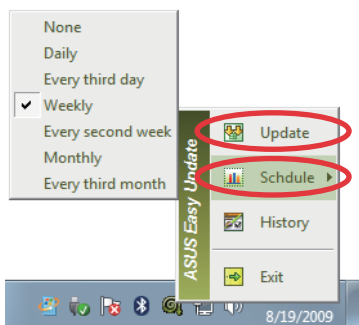 None
Daily
Every third day
Weekly
Every second week
Monthly
Every third month
ASUS Easy Update
Update
Schdule
History
Exit
8/19/2009